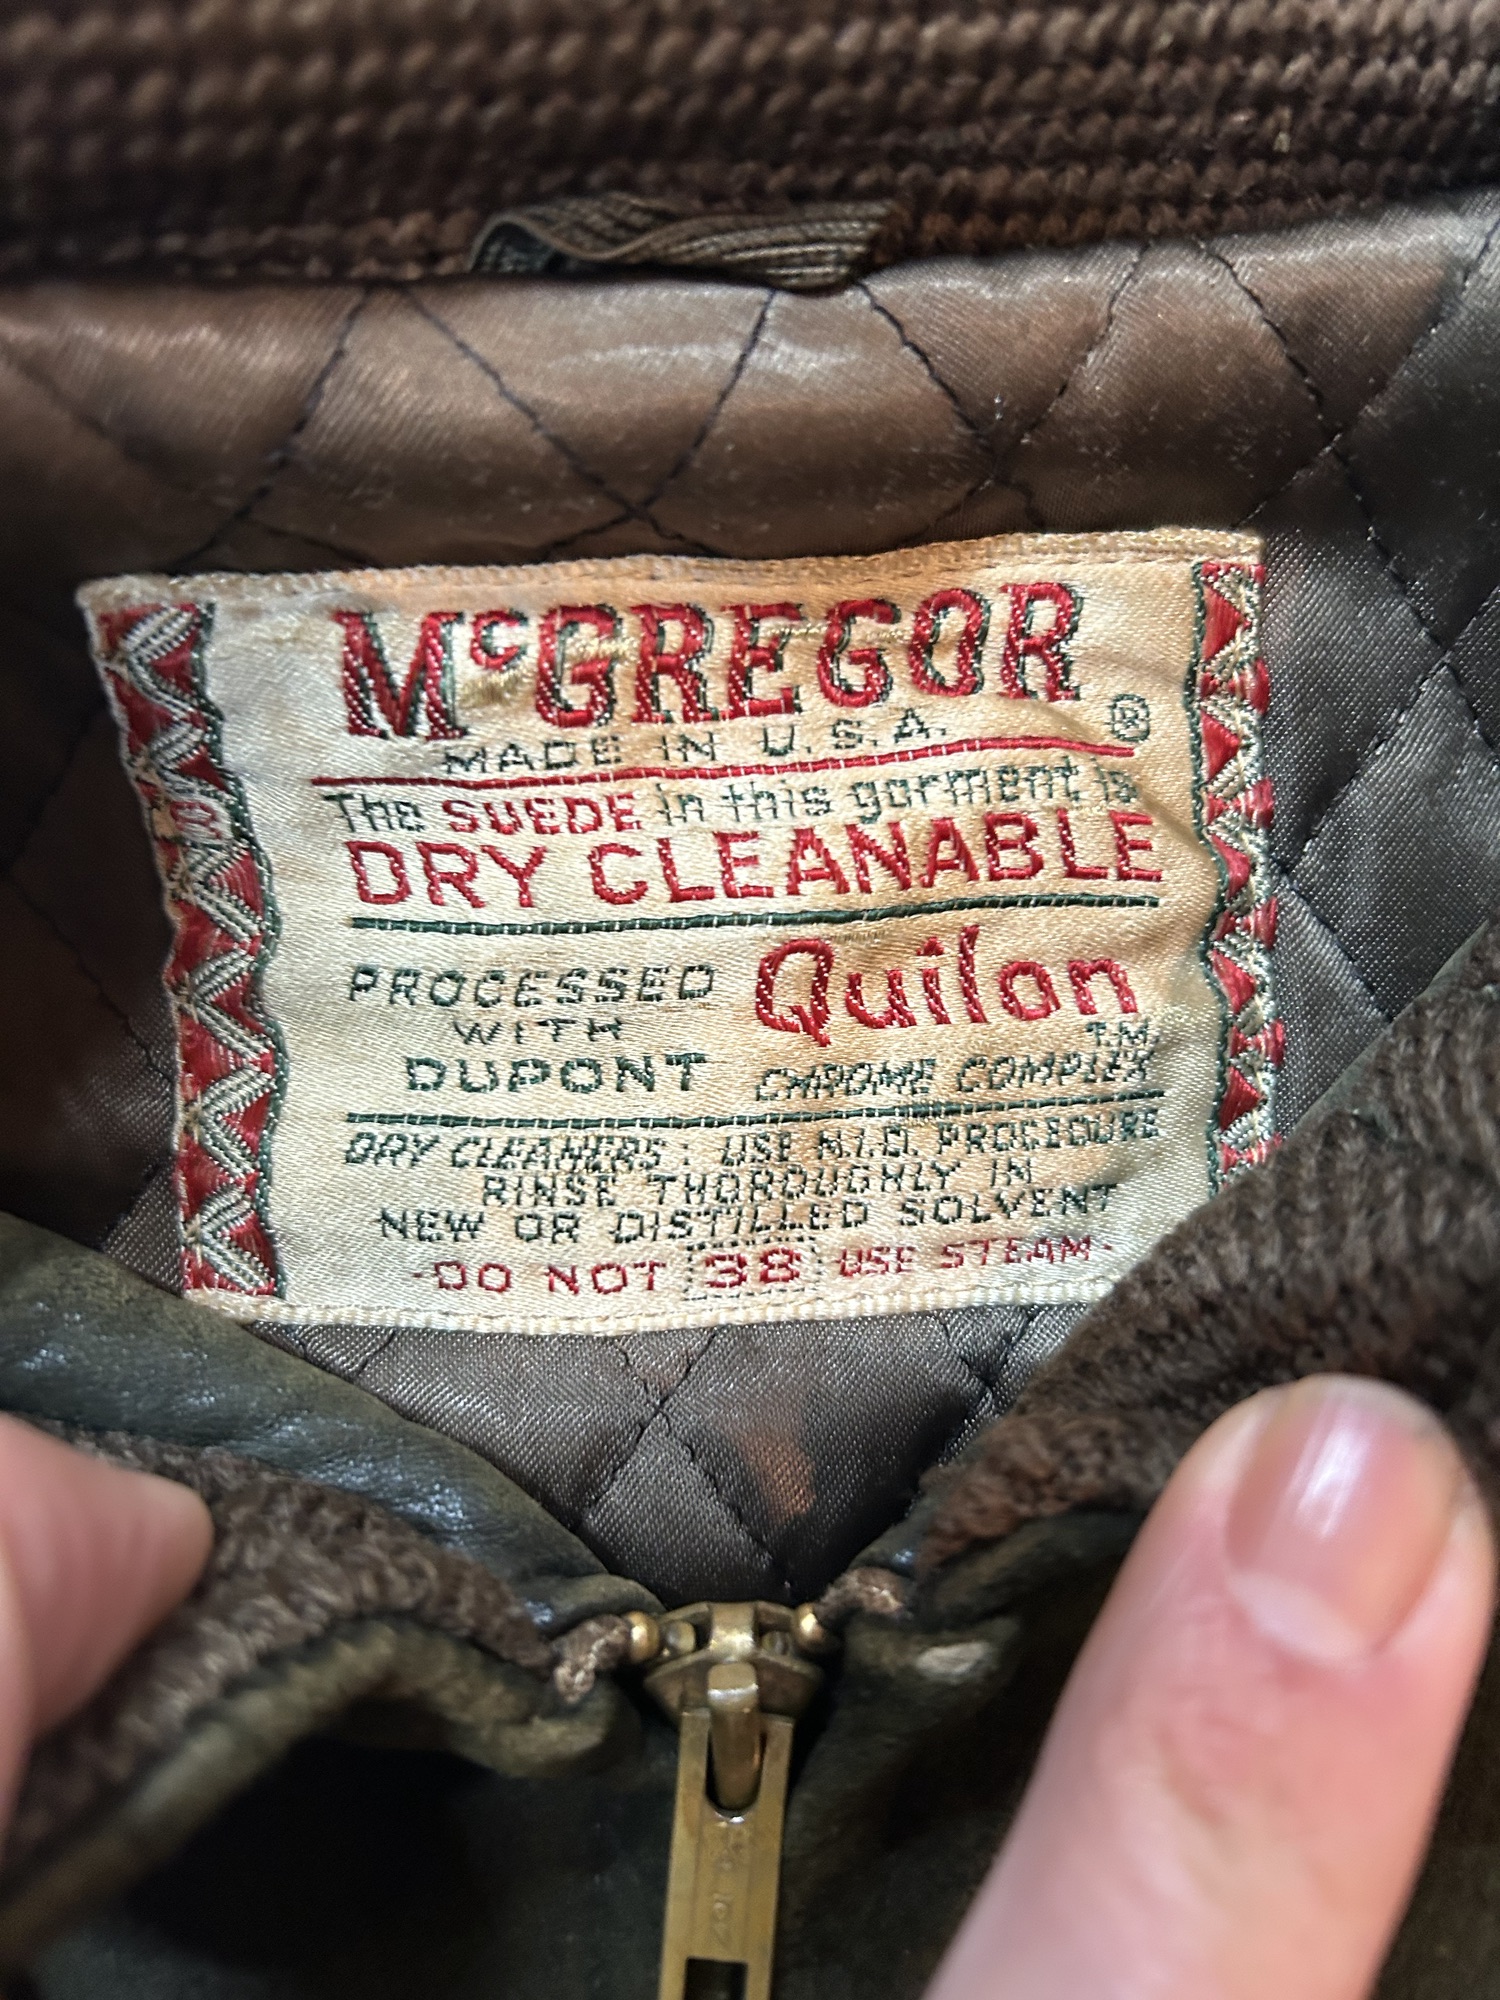 McGREGOR
MADE IN U.S.A. ®
The SUEDE in this garment is
DRY CLEANABLE
PROCESSED
WITH
DUPONT
Quilon
T.M.
CHROME COMPLEX
DRY CLEANERS: USE N.I.D. PROCEDURE
RINSE THOROUGHLY IN
NEW OR DISTILLED SOLVENT
-DO NOT 38 USE STEAM-